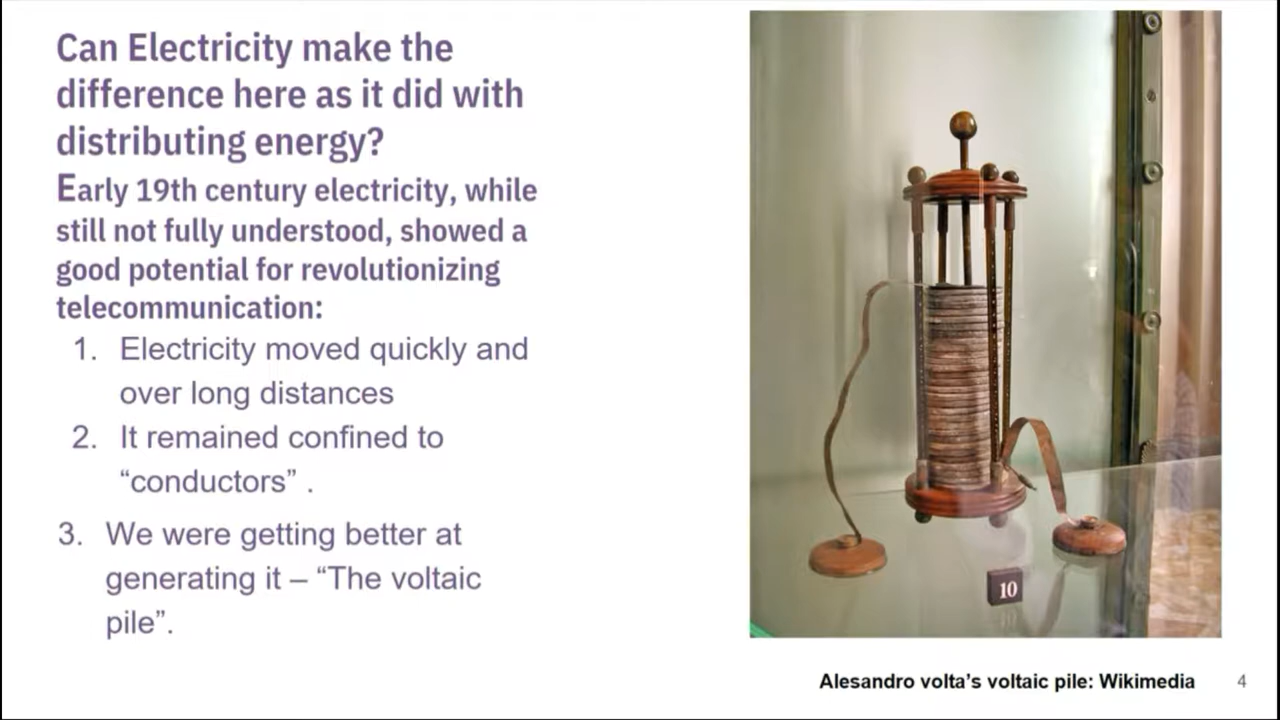 Can Electricity make the
difference here as it did with
distributing energy?
Early 19th century electricity, while
still not fully understood, showed a
good potential for revolutionizing
telecommunication:
1. Electricity moved quickly and
over long distances
2. It remained confined to
“conductors” .
3. We were getting better at
generating it – “The voltaic
pile”.
10
Alesandro volta’s voltaic pile: Wikimedia
4